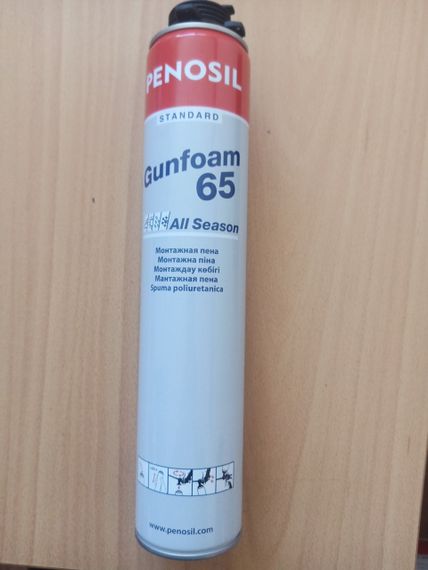 PENOSIL
STANDARD
Gunfoam
65
All Season
Монтажная пена
Монтажна піна
Монтаждау көбігі
Мантажная пена
Spuma poliuretanica
www.penosil.com